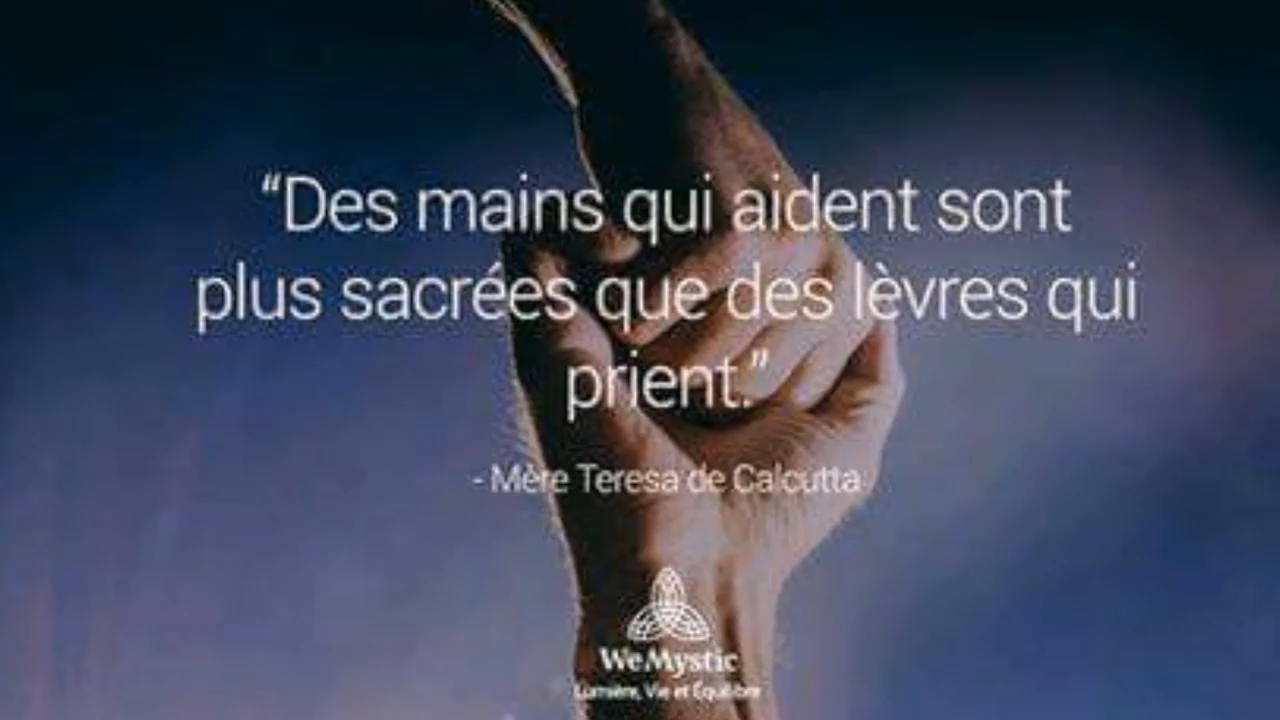 “Des mains qui aident sont
plus sacrées que des lèvres qui
prient.”
- Mère Teresa de Calcutta
WeMystic
Lumière, Vie et Équilibre